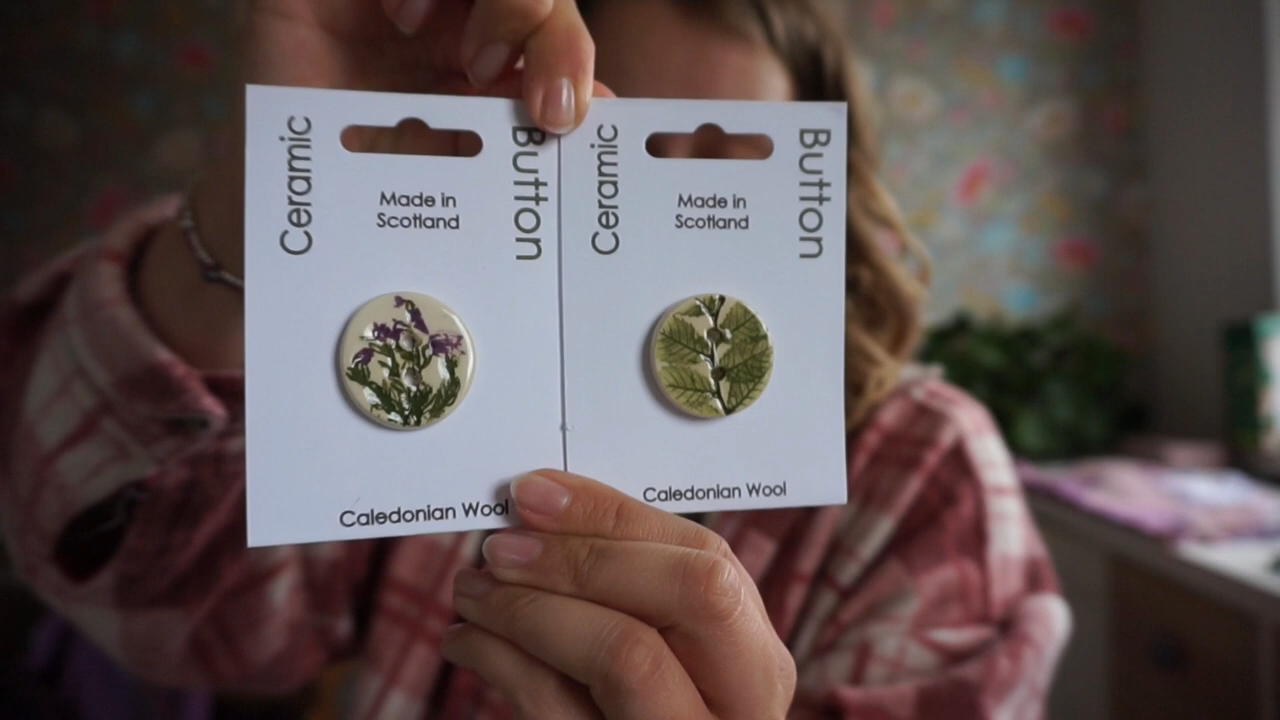 Ceramic
Button
Made in
Scotland
Caledonian Wool
Ceramic
Button
Made in
Scotland
Caledonian Wool